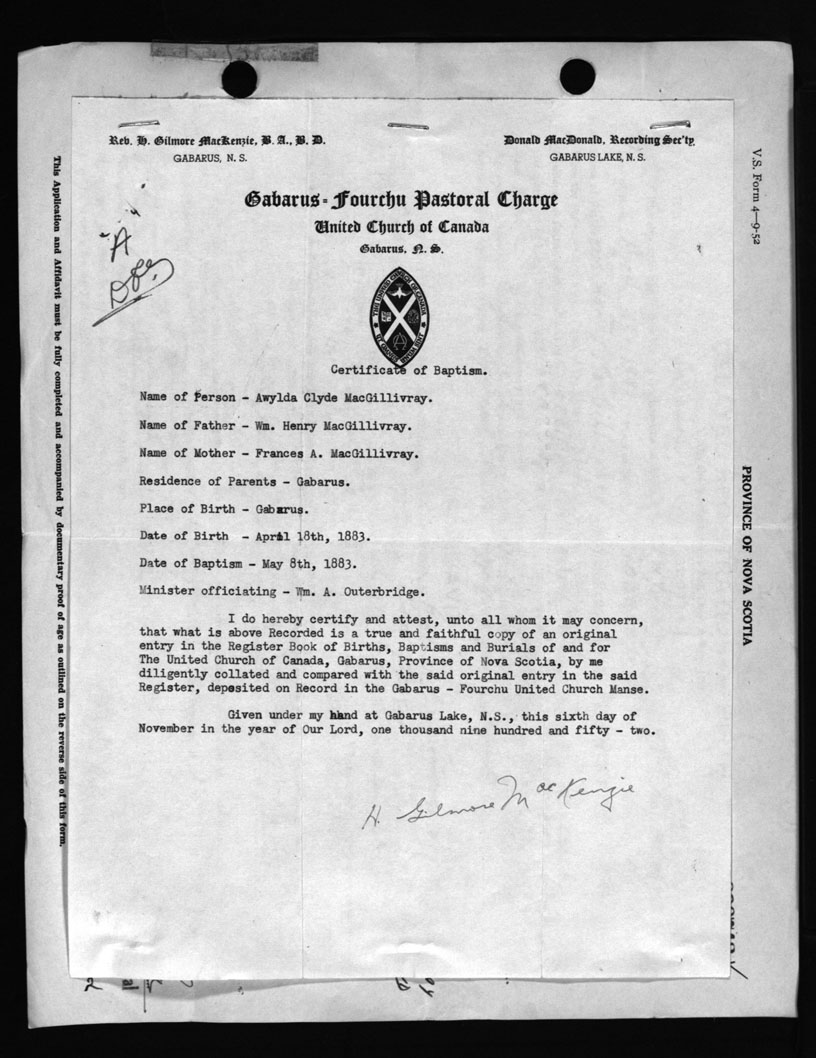 Rev. H. Gilmore MacKenzie, B. A., B. D.
GABARUS, N. S.
Donald MacDonald, Recording Sec'ty
GABARUS LAKE, N. S.
Gabarus - Fourchu Pastoral Charge
United Church of Canada
Gabarus, N. S.
"A"
THE UNITED CHURCH OF CANADA
Certificate of Baptism.
Name of Person - Awylda Clyde MacGillivray.
Name of Father - Wm. Henry MacGillivray.
Name of Mother - Frances A. MacGillivray.
Residence of Parents - Gabarus.
Place of Birth - Gabarus.
Date of Birth - April 18th, 1883.
Date of Baptism - May 8th, 1883.
Minister officiating - Wm. A. Outerbridge.
I do hereby certify and attest, unto all whom it may concern,
that what is above Recorded is a true and faithful copy of an original
entry in the Register Book of Births, Baptisms and Burials of and for
The United Church of Canada, Gabarus, Province of Nova Scotia, by me
diligently collated and compared with the said original entry in the said
Register, deposited on Record in the Gabarus - Fourchu United Church Manse.
Given under my hand at Gabarus Lake, N.S., this sixth day of
November in the year of Our Lord, one thousand nine hundred and fifty - two.
H. Gilmore MacKenzie
This Application and Affidavit must be fully completed and accompanied by documentary proof of age as outlined on the reverse side of this form.
V.S. Form 4—9-52
PROVINCE OF NOVA SCOTIA